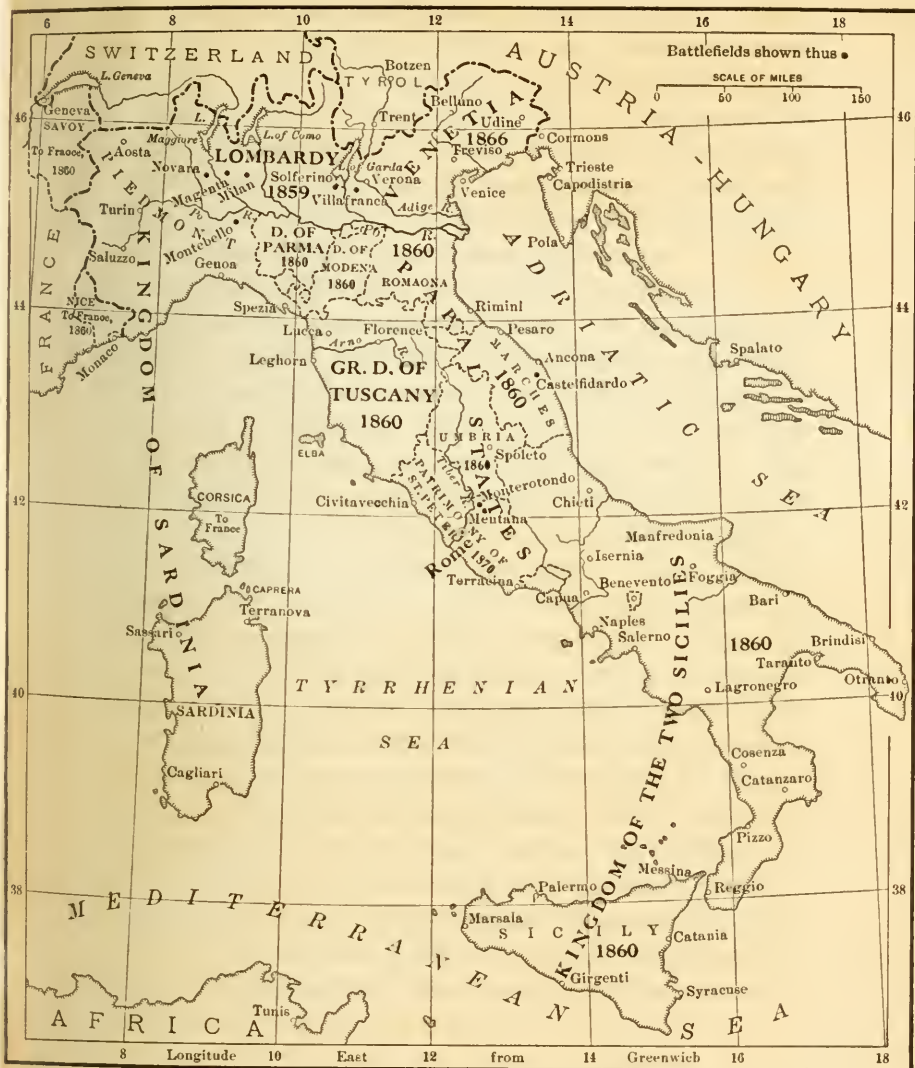 6 8 10 12 14 16 18
SWITZERLAND
AUSTRIA-HUNGARY
Battlefields shown thus
SCALE OF MILES
0 50 100 150
L. Geneva
Botzen
TYROL
Geneva
SAVOY
To Fraoce,
1860
Aosta
L.
Maggiore
L. of Como
Trent
Belluno
Udine
VENETIA
1866
Cormons
Treviso
Novara
LOMBARDY
1859
Magenta
Milan
Solferino
L. of Garda
Verona
Villafranca
Venice
Trieste
Capodistria
Turin
PIEDMONT
Adige R.
Po R.
Pola
Saluzzo
Montebello
D. OF
PARMA
1860
D. OF
MODENA
1860
1860
ROMAONA
Genoa
46 46
44 44
FRANCE
NICE
To France,
1860
Monaco
Spezia
Lucca
Florence
Arno R.
Rimini
Pesaro
ADRIATIC SEA
Spalato
Leghorn
GR. D. OF
TUSCANY
1860
PAPAL STATES
MARCHES
1860
Ancona
Castelfidardo
KINGDOM OF SARDINIA
ELBA
UMBRIA
1860
Spoleto
Tiber R.
42 42
CORSICA
To
France
Civitavecchia
PATRIMONY OF
ST. PETER
1870
Monterotondo
Mentana
Rome
Chieti
Manfredonia
Isernia
Terracina
Benevento
Foggia
Capua
Bari
CAPRERA
Terranova
Sassari
Naples
Salerno
1860
Brindisi
Taranto
Otranto
SARDINIA
40 40
TYRRHENIAN
SEA
Lagronegro
Cagliari
Cosenza
Catanzaro
KINGDOM OF THE TWO SICILIES
Pizzo
Messina
Reggio
38 38
MEDITERRANEAN SEA
Palermo
Marsala
SICILY
1860
Catania
Girgenti
Syracuse
AFRICA
Tunis
8 Longitude 10 East 12 from 14 Greenwich 16 18